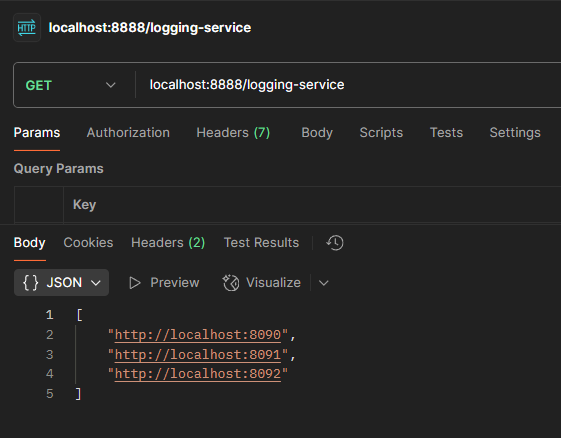 HTTP localhost:8888/logging-service
GET localhost:8888/logging-service
Params Authorization Headers (7) Body Scripts Tests Settings
Query Params
Key
Body Cookies Headers (2) Test Results
{} JSON Preview Visualize
1 [
2 "http://localhost:8090",
3 "http://localhost:8091",
4 "http://localhost:8092"
5 ]